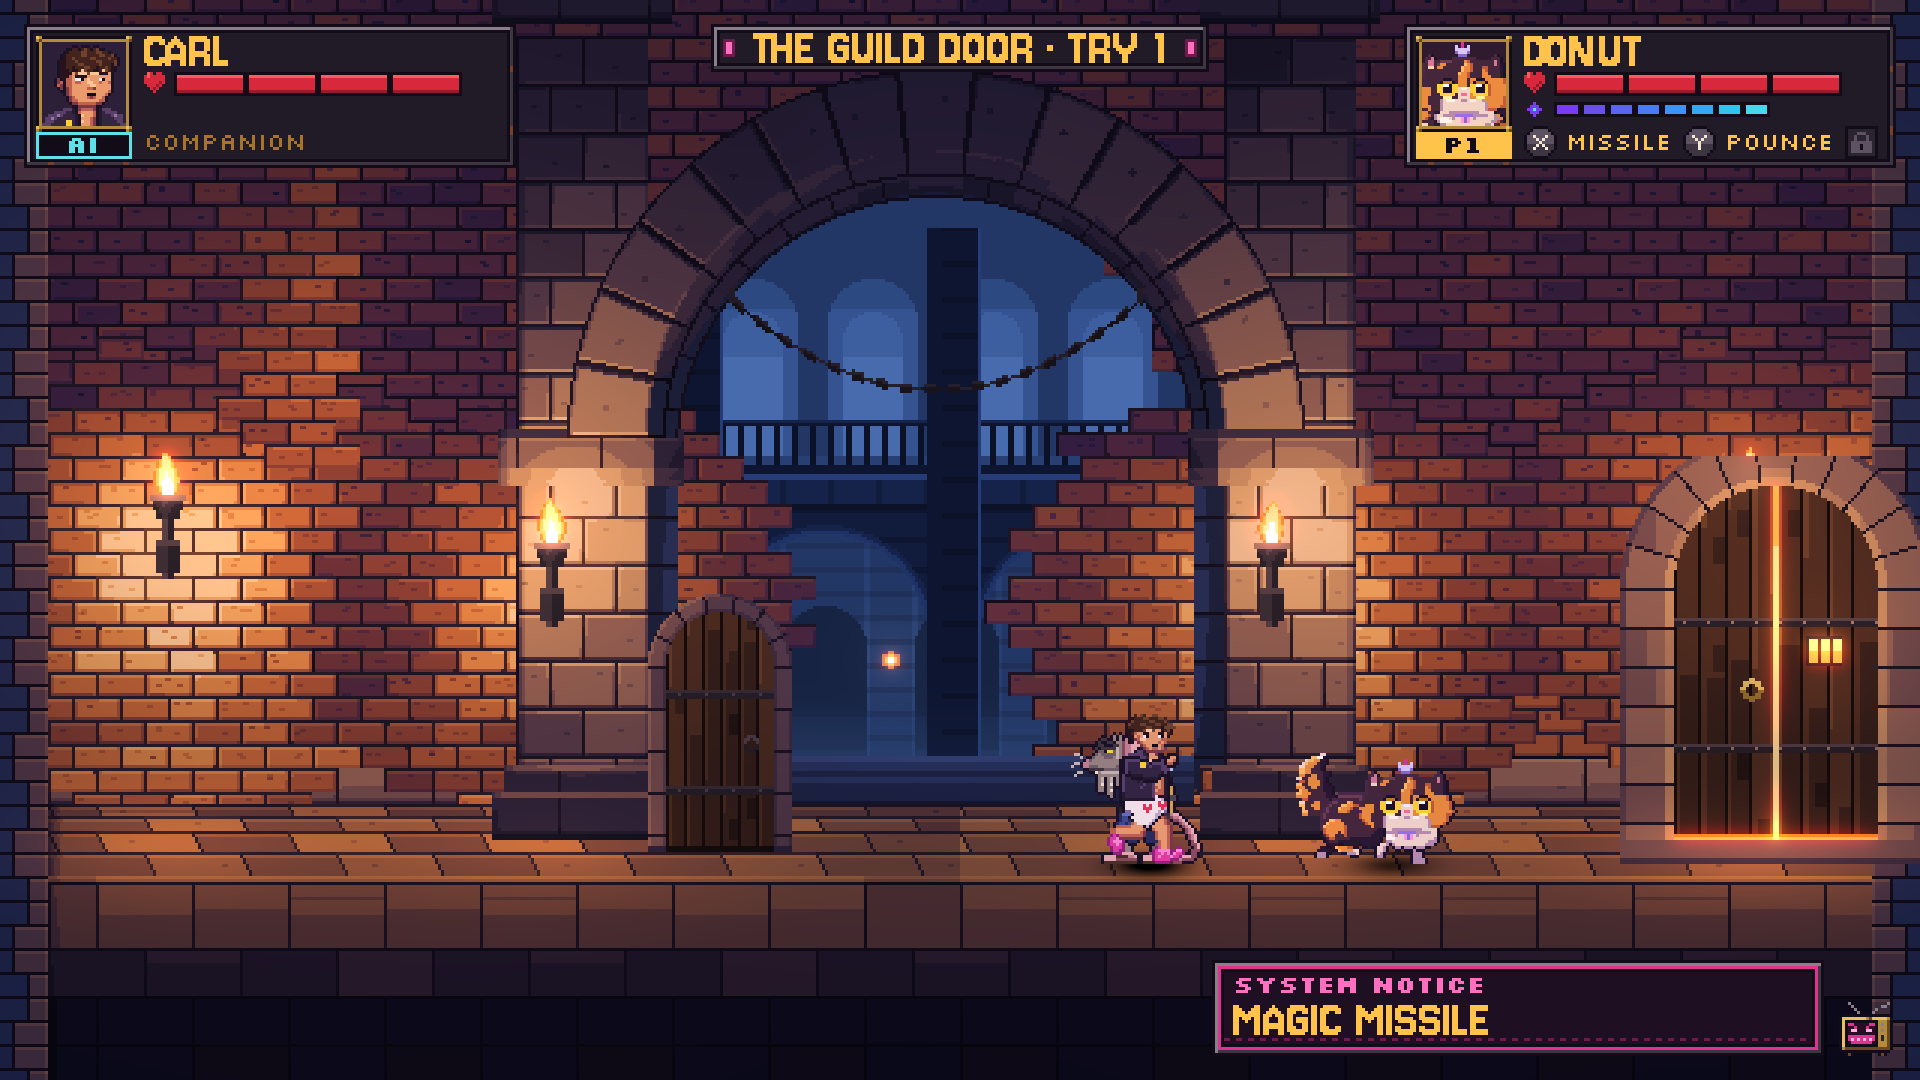 CARL
AI
COMPANION
THE GUILD DOOR · TRY 1
DONUT
P1
X MISSILE Y POUNCE
SYSTEM NOTICE
MAGIC MISSILE